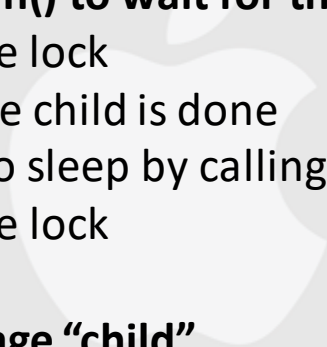 () to wait for th
e lock
e child is done
o sleep by calling
e lock
nge “child”